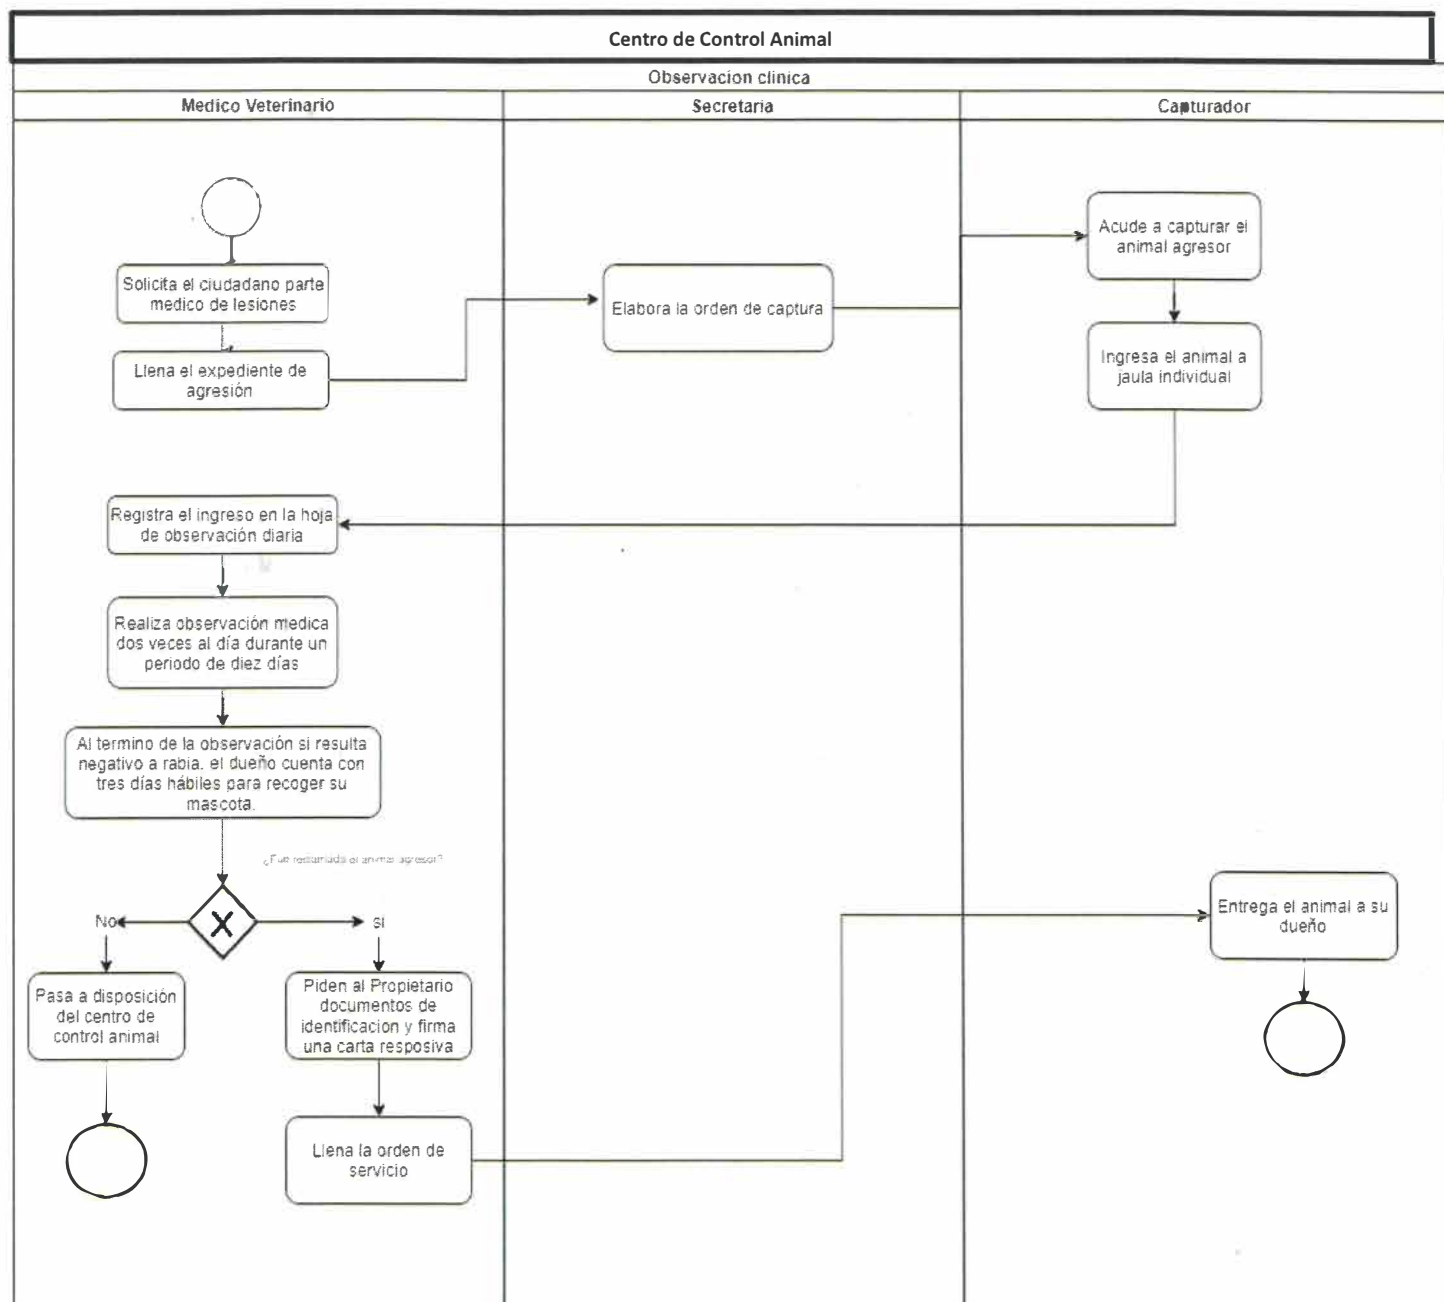 Centro de Control Animal
Observacion clinica
Medico Veterinario
Secretaria
Capturador
Solicita el ciudadano parte
medico de lesiones
Llena el expediente de
agresión
Elabora la orden de captura
Acude a capturar el
animal agresor
Ingresa el animal a
jaula individual
Registra el ingreso en la hoja
de observación diaria
Realiza observación medica
dos veces al día durante un
periodo de diez días
Al termino de la observación si resulta
negativo a rabia. el dueño cuenta con
tres días hábiles para recoger su
mascota.
¿Fue reclamada el animal agresor?
No
si
Pasa a disposición
del centro de
control animal
Piden al Propietario
documentos de
identificacion y firma
una carta resposiva
Llena la orden de
servicio
Entrega el animal a su
dueño